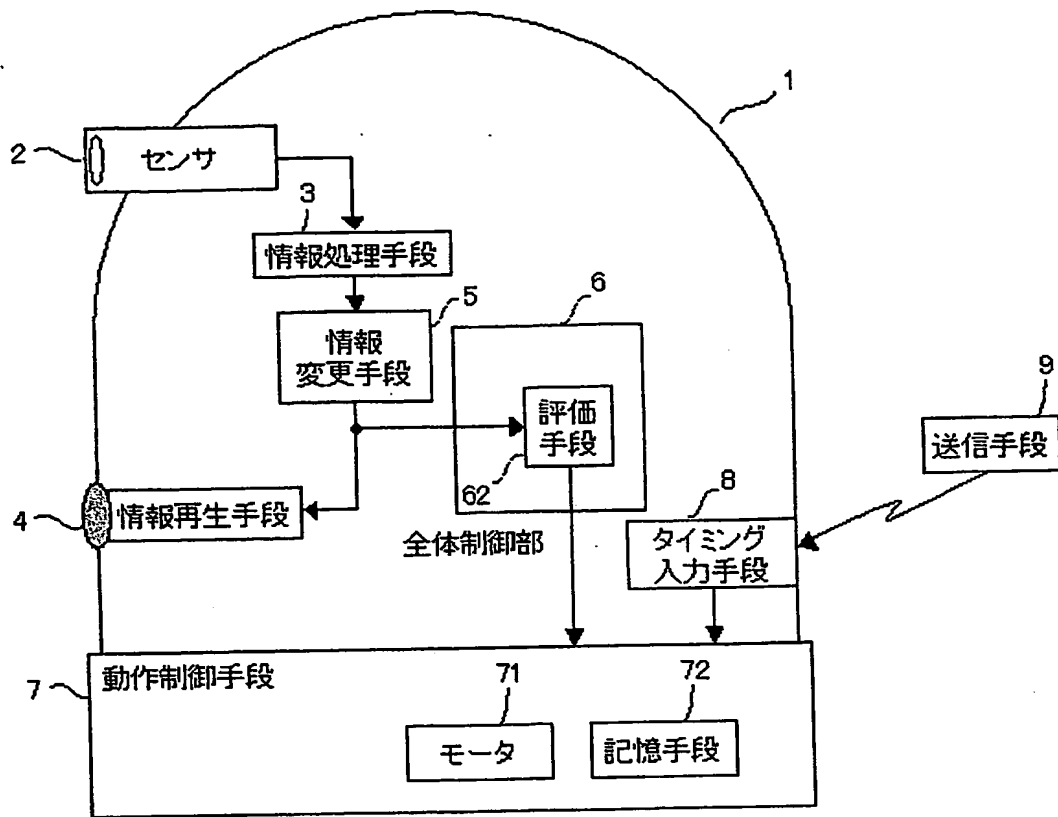 1
2
センサ
3
情報処理手段
5
情報
変更手段
6
評価
手段
62
9
送信手段
4
情報再生手段
全体制御部
8
タイミング
入力手段
7
動作制御手段
71
モータ
72
記憶手段